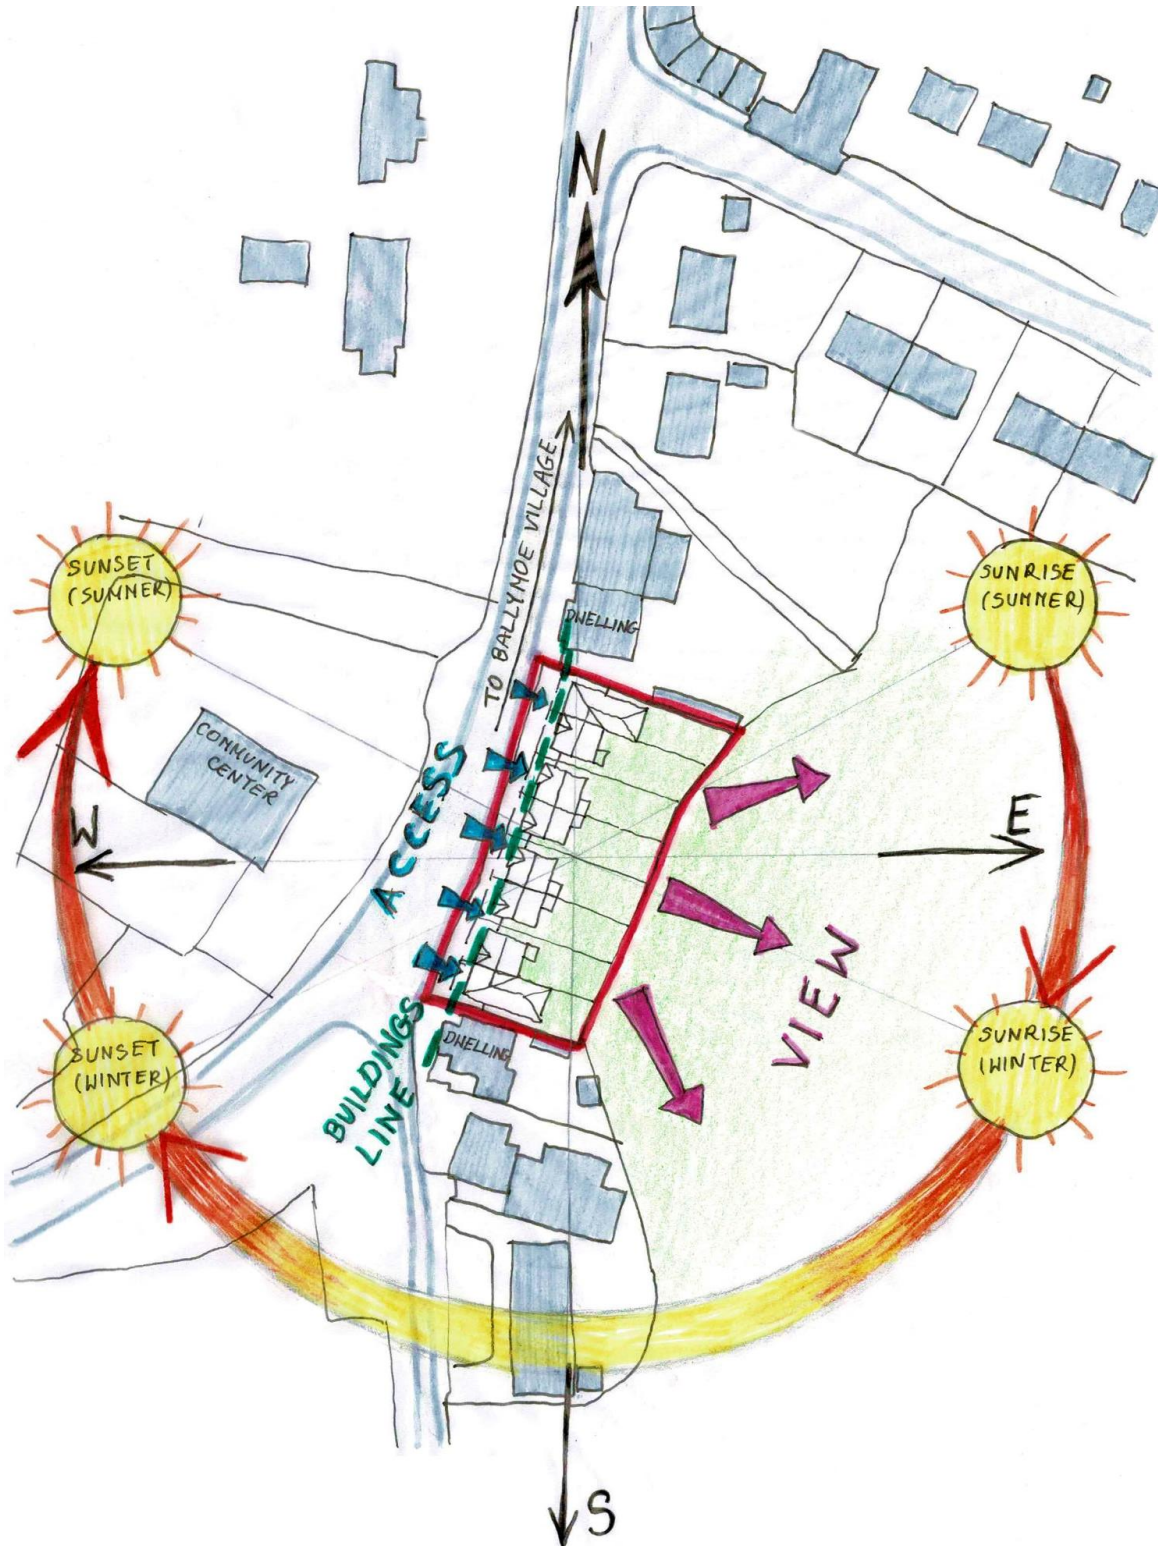 N
TO BALLYMOE VILLAGE
SUNSET
(SUMMER)
SUNRISE
(SUMMER)
DWELLING
COMMUNITY
CENTER
ACCESS
W
E
VIEW
BUILDINGS
LINE
DWELLING
SUNSET
(WINTER)
SUNRISE
(WINTER)
S